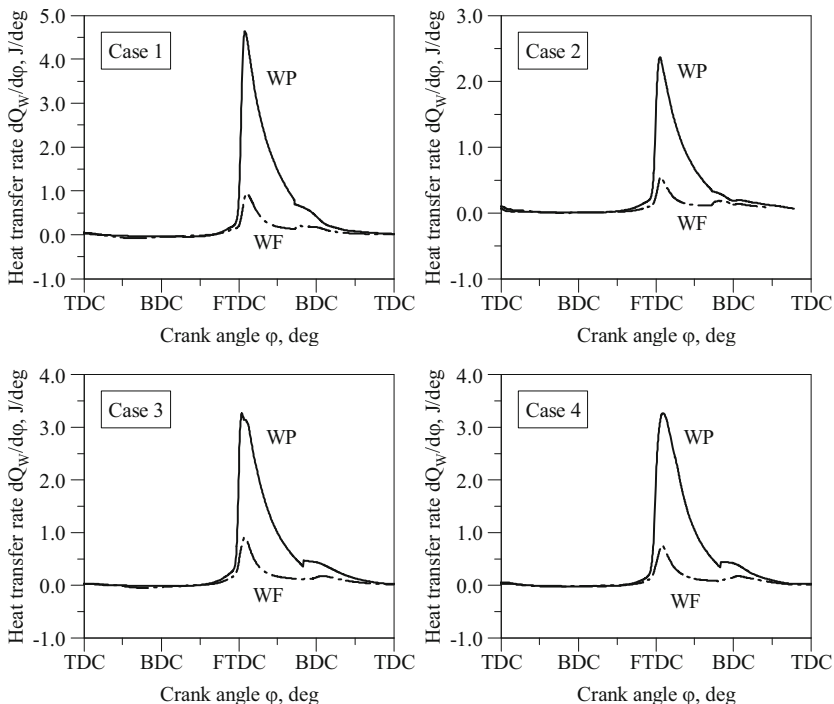 Heat transfer rate dQ_W/dφ, J/deg
5.0
4.0
3.0
2.0
1.0
0.0
-1.0
Case 1
WP
WF
TDC BDC FTDC BDC TDC
Crank angle φ, deg
Heat transfer rate dQ_W/dφ, J/deg
3.0
2.0
1.0
0.0
-1.0
Case 2
WP
WF
TDC BDC FTDC BDC TDC
Crank angle φ, deg
Heat transfer rate dQ_W/dφ, J/deg
4.0
3.0
2.0
1.0
0.0
-1.0
Case 3
WP
WF
TDC BDC FTDC BDC TDC
Crank angle φ, deg
Heat transfer rate dQ_W/dφ, J/deg
4.0
3.0
2.0
1.0
0.0
-1.0
Case 4
WP
WF
TDC BDC FTDC BDC TDC
Crank angle φ, deg